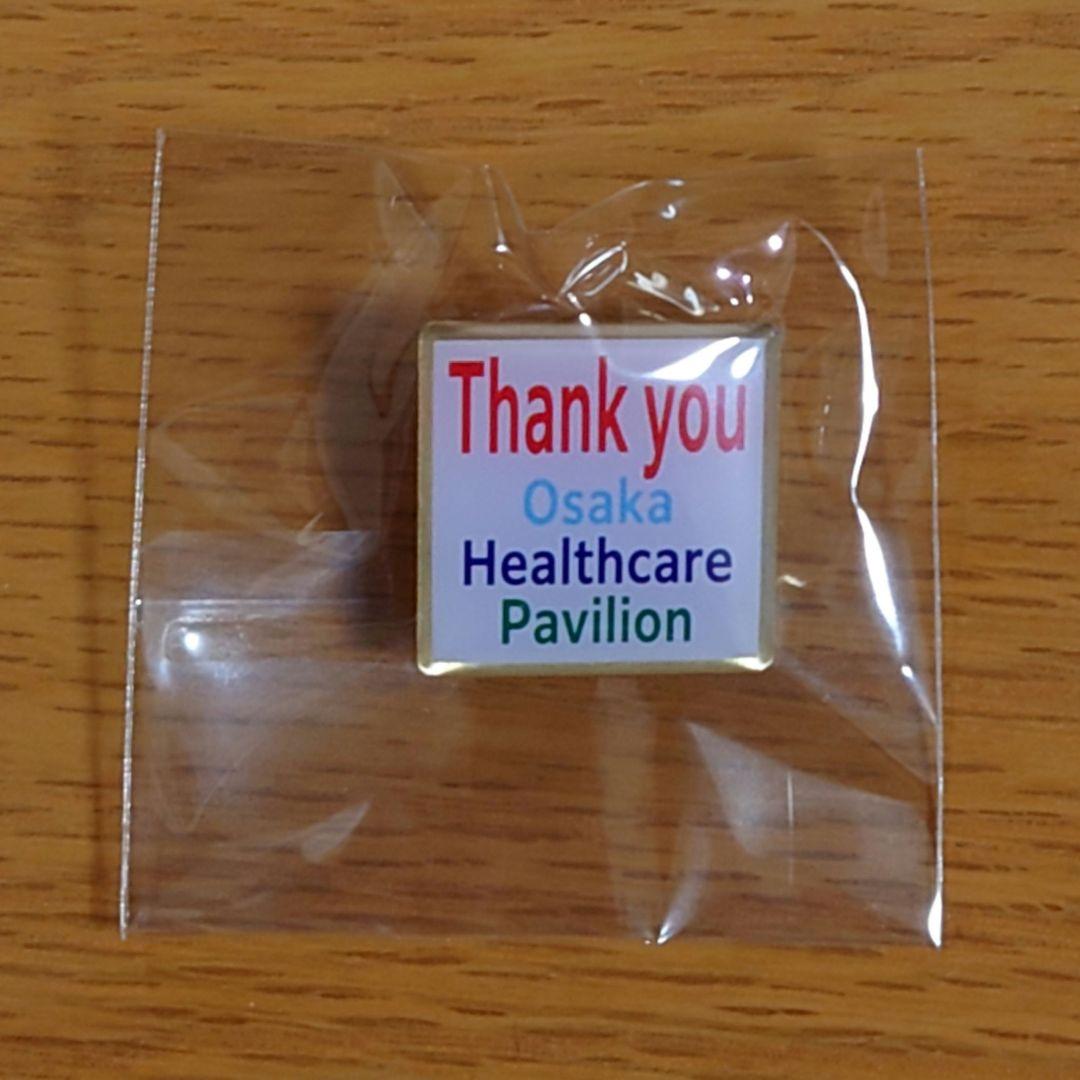 Thank you
Osaka
Healthcare
Pavilion